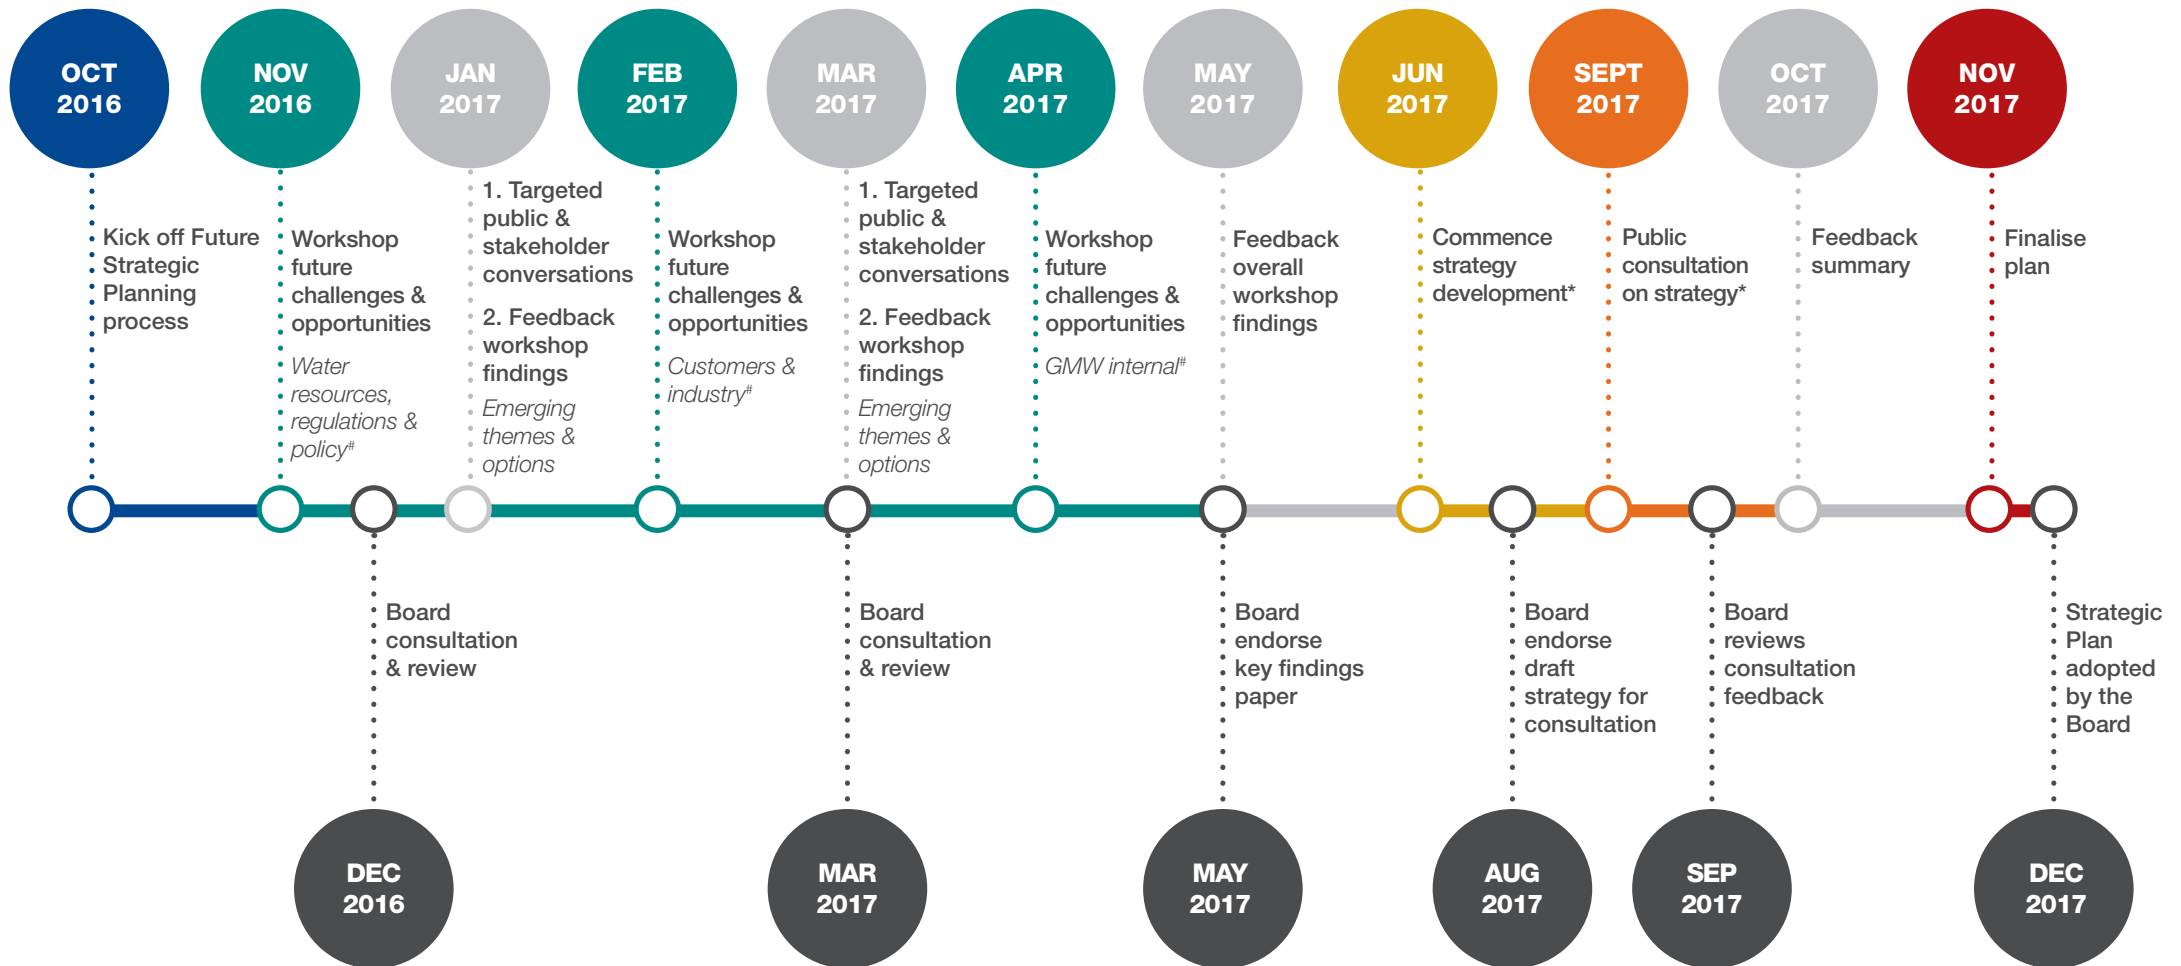 OCT
2016
NOV
2016
JAN
2017
FEB
2017
MAR
2017
APR
2017
MAY
2017
JUN
2017
SEPT
2017
OCT
2017
NOV
2017
Kick off Future
Strategic
Planning
process
Workshop
future
challenges &
opportunities
Water
resources,
regulations &
policy#
1. Targeted
public &
stakeholder
conversations
2. Feedback
workshop
findings
Emerging
themes &
options
Workshop
future
challenges &
opportunities
Customers &
industry#
1. Targeted
public &
stakeholder
conversations
2. Feedback
workshop
findings
Emerging
themes &
options
Workshop
future
challenges &
opportunities
GMW internal#
Feedback
overall
workshop
findings
Commence
strategy
development*
Public
consultation
on strategy*
Feedback
summary
Finalise
plan
Board
consultation
& review
Board
consultation
& review
Board
endorse
key findings
paper
Board
endorse
draft
strategy for
consultation
Board
reviews
consultation
feedback
Strategic
Plan
adopted
by the
Board
DEC
2016
MAR
2017
MAY
2017
AUG
2017
SEP
2017
DEC
2017